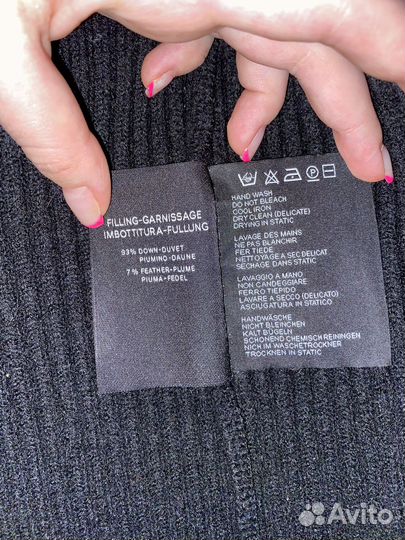 FILLING-GARNISSAGE
IMBOTTITURA-FULLUNG
93% DOWN-DUVET
PIUMINO-DAUNE
7% FEATHER-PLUME
PIUMA-FEDEL
HAND WASH
DO NOT BLEACH
COOL IRON
DRY CLEAN (DELICATE)
DRYING IN STATIC
LAVAGE DES MAINS
NE PAS BLANCHIR
FER TIEDE
NETTOYAGE A SEC DELICAT
SECHAGE DANS STATIC
LAVAGGIO A MANO
NON CANDEGGIARE
FERRO TIEPIDO
LAVARE A SECCO (DELICATO)
ASCIUGATURA IN STATICO
HANDWÄSCHE
NICHT BLEINCHEN
KALT BÜGELN
SCHONEND CHEMISCH REININGEN
NICH IM WASCHETROCKNER
TROCKNEN IN STATIC
Avito